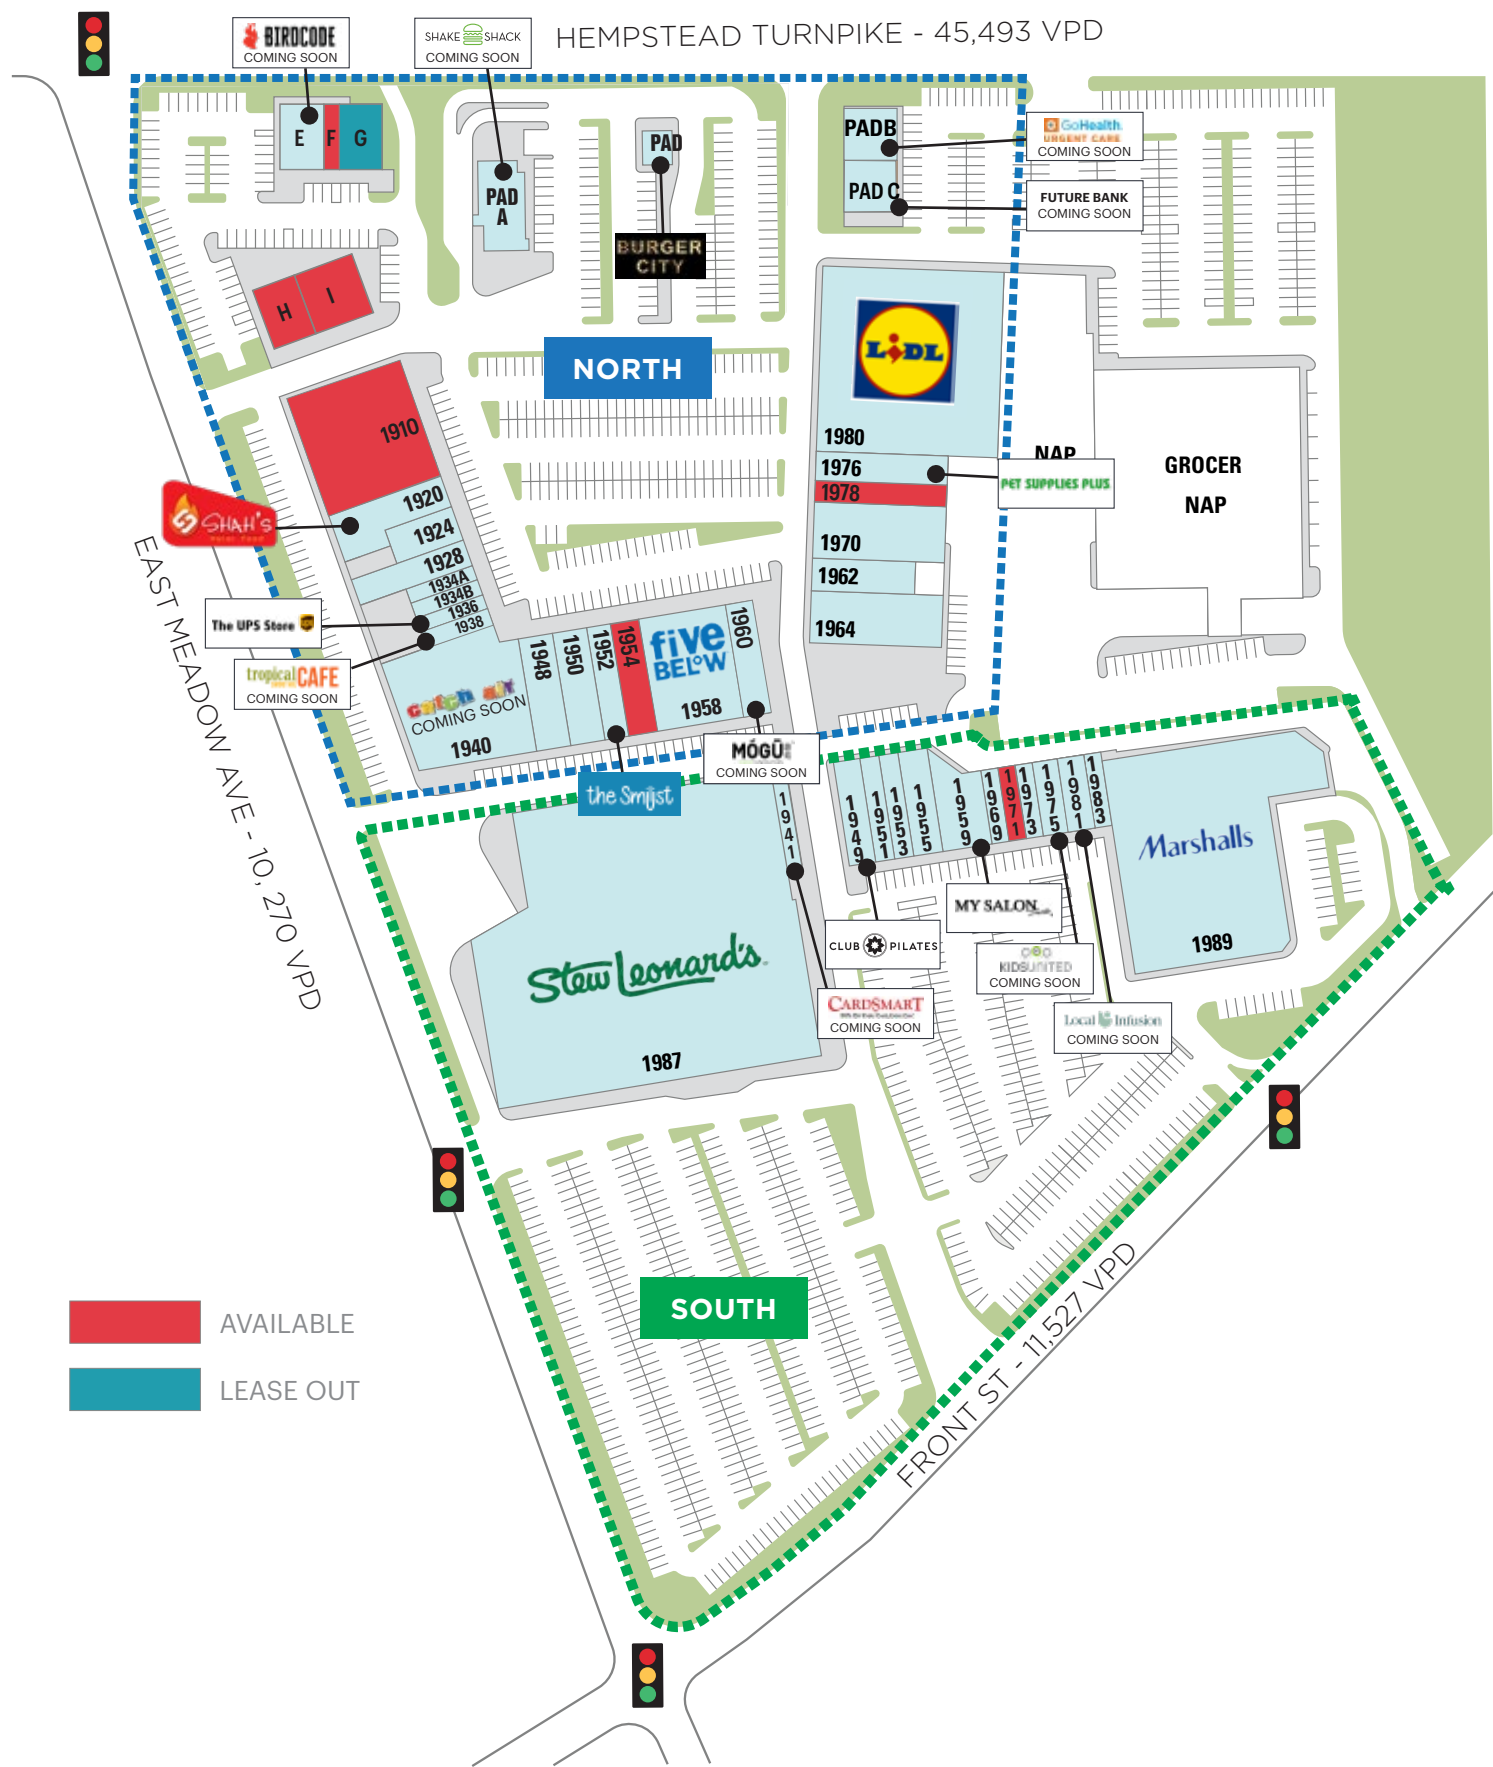 HEMPSTEAD TURNPIKE - 45,493 VPD
BIRDCODE
COMING SOON
SHAKE SHACK
COMING SOON
E
F
G
PAD
A
PAD
BURGER
CITY
PAD B
PAD C
GoHealth
URGENT CARE
COMING SOON
FUTURE BANK
COMING SOON
H
I
NORTH
LIDL
1980
1976
1978
1970
1962
1964
NAP
PET SUPPLIES PLUS
GROCER
NAP
1910
1920
1924
1928
1934A
1934B
1936
1938
SHAH'S
Halal Food
The UPS Store
tropical CAFE
COMING SOON
COMING SOON
1940
1948
1950
1952
1954
five
BELOW
1958
1960
the Smijst
MÓGŪ
COMING SOON
EAST MEADOW AVE - 10,270 VPD
1941
1949
1951
1953
1955
1959
1969
1971
1973
1975
1981
1983
Marshalls
1989
Stew Leonard's
1987
CLUB PILATES
MY SALON
KIDSUNITED
COMING SOON
CARDSMART
COMING SOON
Local Infusion
COMING SOON
SOUTH
FRONT ST - 11,527 VPD
AVAILABLE
LEASE OUT